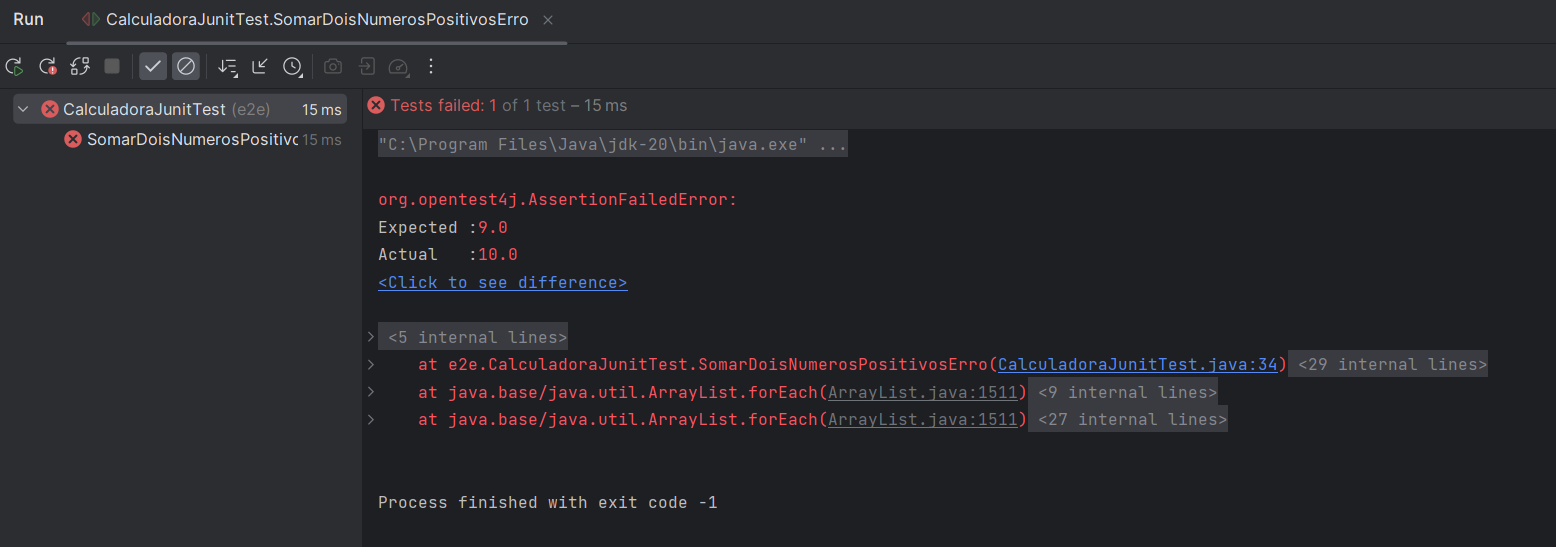 Run CalculadoraJunitTest.SomarDoisNumerosPositivosErro
CalculadoraJunitTest (e2e) 15 ms
SomarDoisNumerosPositivo 15 ms
Tests failed: 1 of 1 test – 15 ms
"C:\Program Files\Java\jdk-20\bin\java.exe" ...
org.opentest4j.AssertionFailedError:
Expected :9.0
Actual   :10.0
<Click to see difference>
<5 internal lines>
at e2e.CalculadoraJunitTest.SomarDoisNumerosPositivosErro(CalculadoraJunitTest.java:34) <29 internal lines>
at java.base/java.util.ArrayList.forEach(ArrayList.java:1511) <9 internal lines>
at java.base/java.util.ArrayList.forEach(ArrayList.java:1511) <27 internal lines>
Process finished with exit code -1